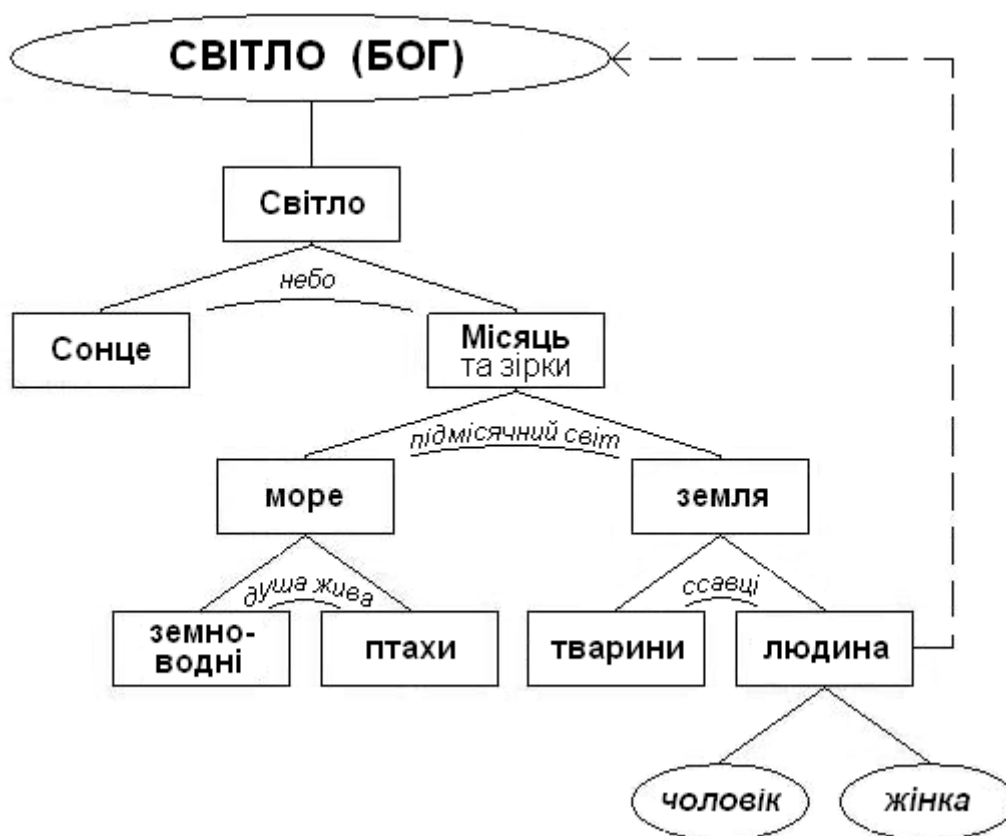 СВІТЛО (БОГ)
Світло
небо
Сонце
Місяць
та зірки
підмісячний світ
море
земля
душа жива
ссавці
земно-
водні
птахи
тварини
людина
чоловік
жінка